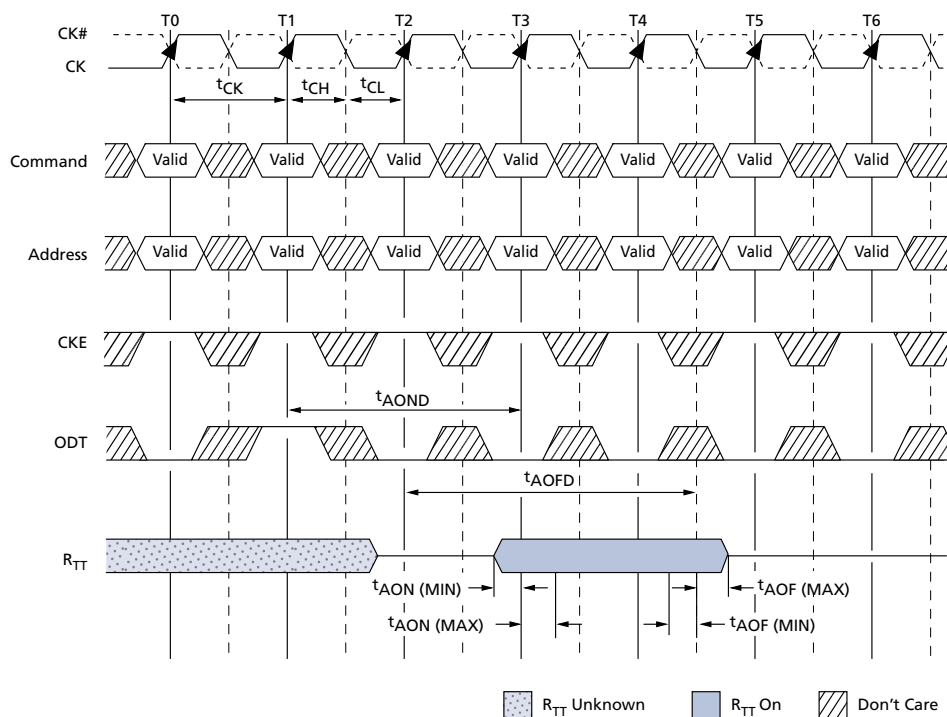 T0 T1 T2 T3 T4 T5 T6
CK#
CK
tCK tCH tCL
Command Valid Valid Valid Valid Valid Valid Valid
Address Valid Valid Valid Valid Valid Valid Valid
CKE
tAOND
ODT
tAOFD
RTT
tAON (MIN) tAOF (MAX)
tAON (MAX) tAOF (MIN)
RTT Unknown RTT On Don't Care